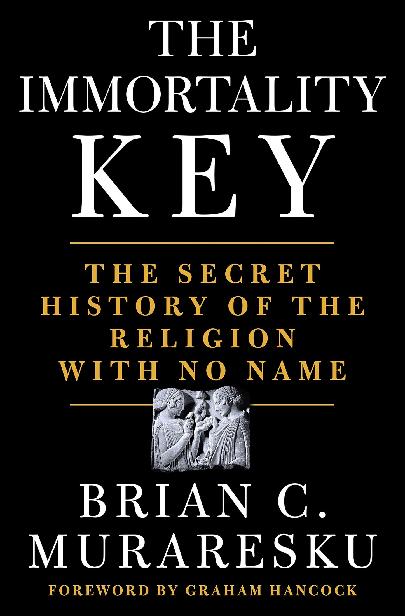 THE
IMMORTALITY
KEY
THE SECRET
HISTORY OF THE
RELIGION
WITH NO NAME
BRIAN C.
MURARESKU
FOREWORD BY GRAHAM HANCOCK